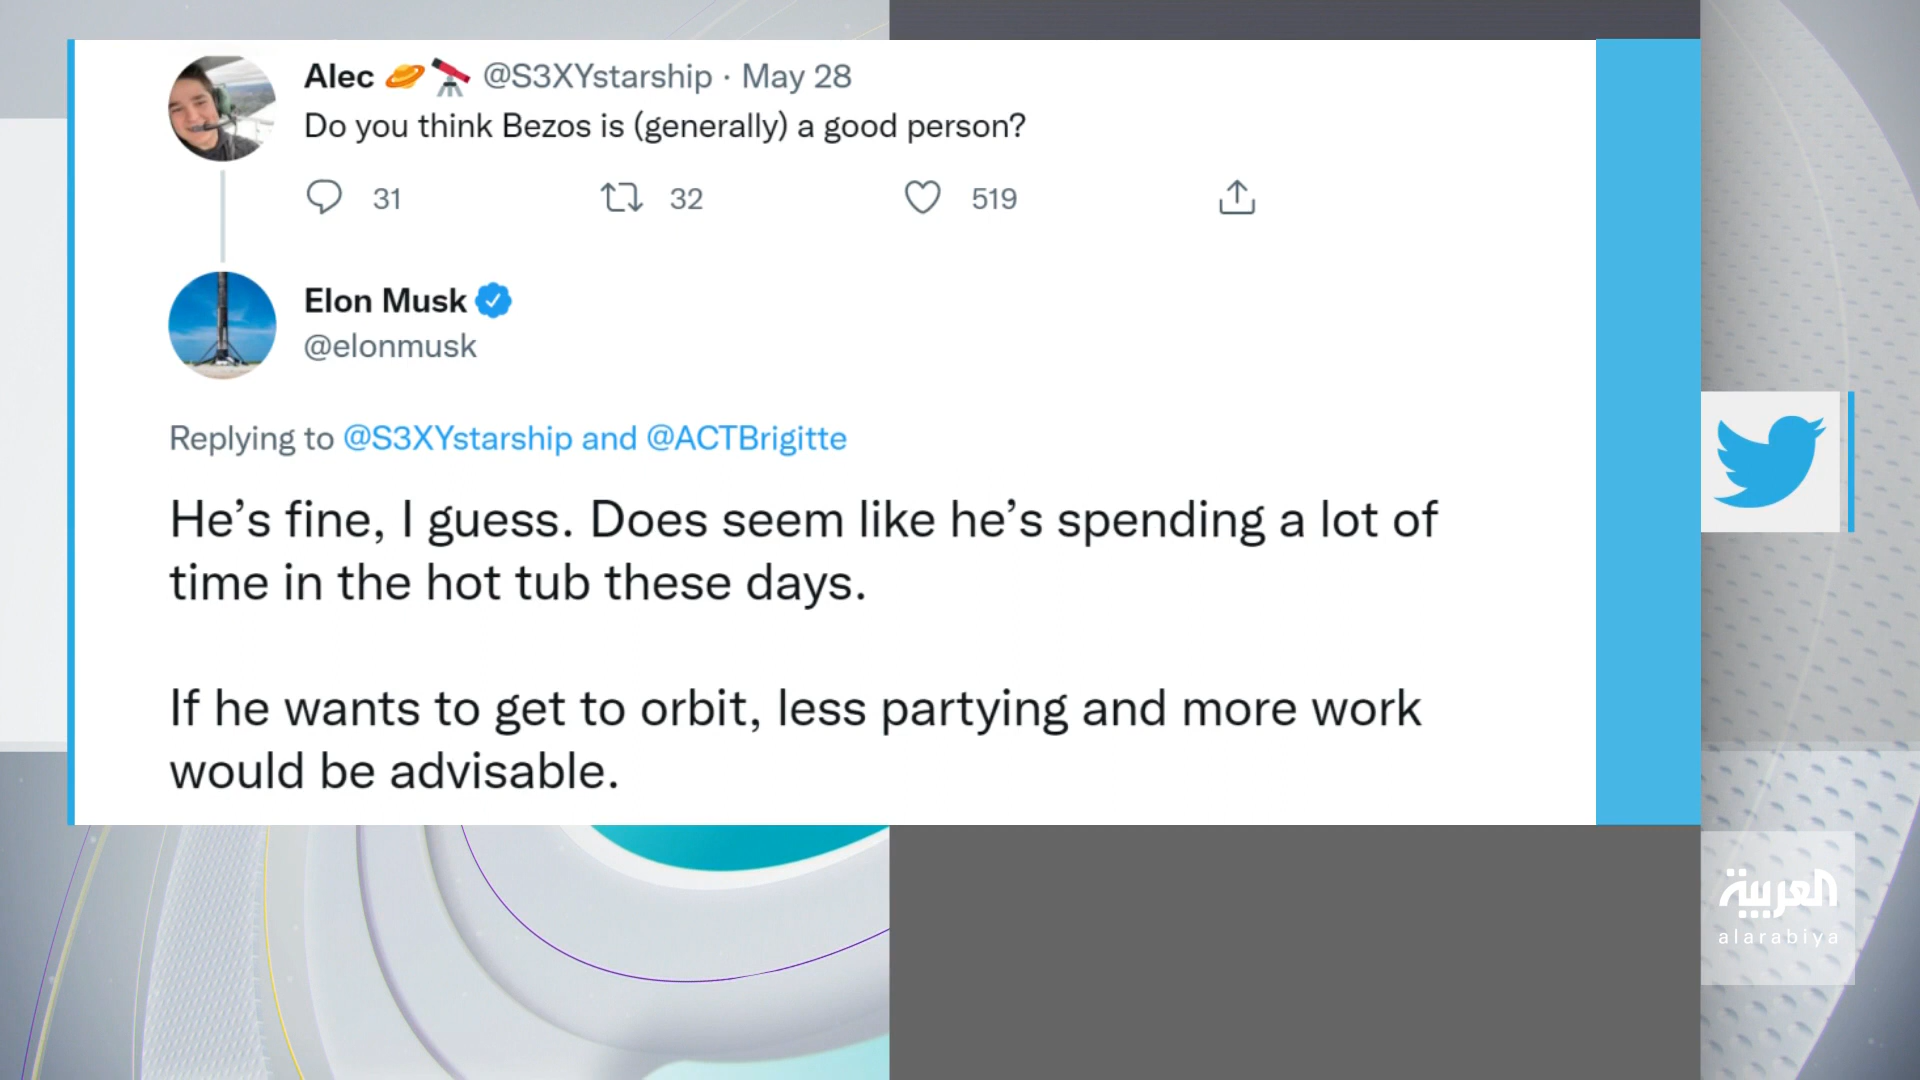 Alec 🪐🔭 @S3XYstarship · May 28
Do you think Bezos is (generally) a good person?
31 32 519
Elon Musk
@elonmusk
Replying to @S3XYstarship and @ACTBrigitte
He’s fine, I guess. Does seem like he’s spending a lot of
time in the hot tub these days.
If he wants to get to orbit, less partying and more work
would be advisable.
العربية
alarabiya